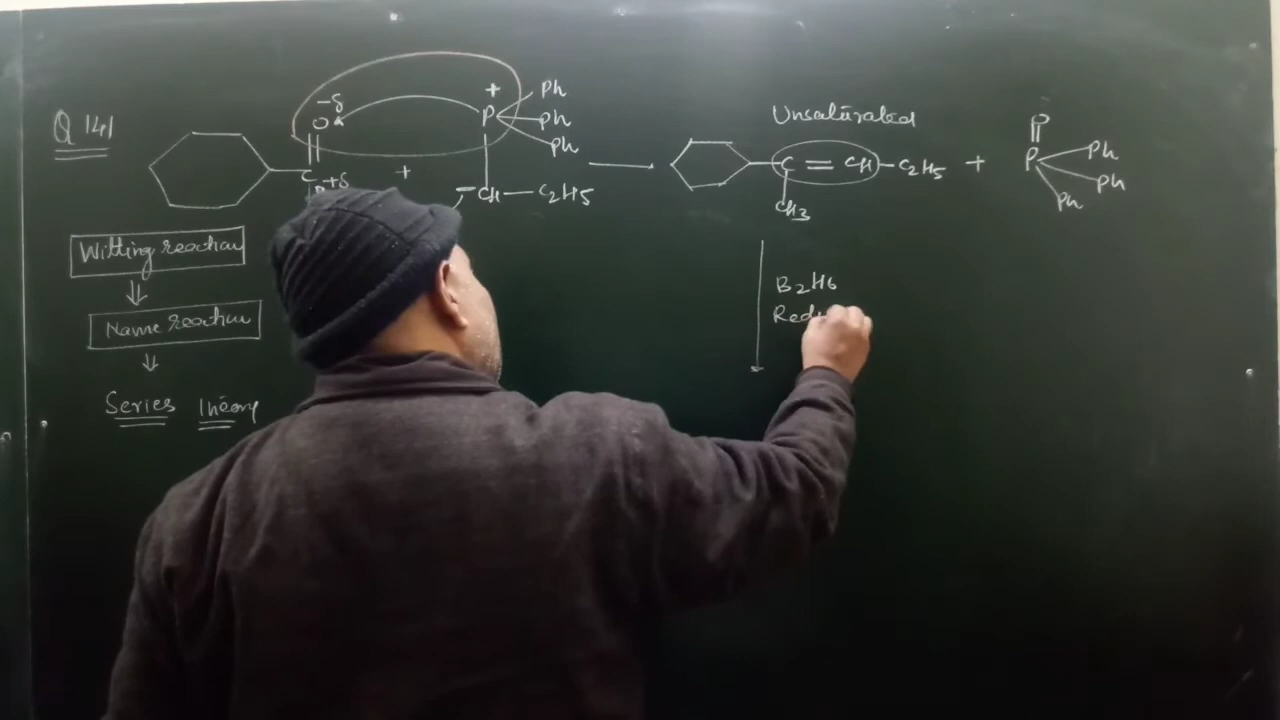 Q 141
−δ
O
+
P
Ph
Ph
Ph
C
+δ
+
−
CH — C2H5
Unsaturated
C = CH — C2H5
CH3
+
O
P
Ph
Ph
Ph
Witting reaction
⇓
Name reaction
⇓
Series
B2H6